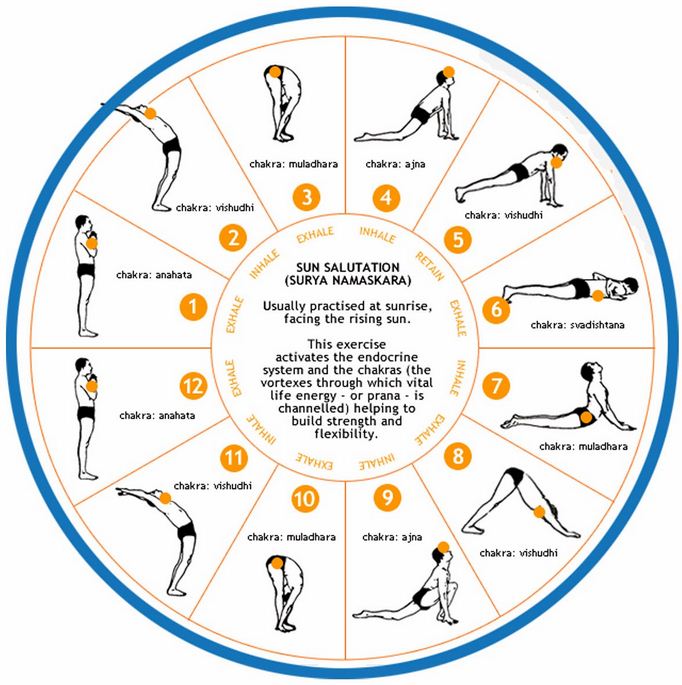 SUN SALUTATION
(SURYA NAMASKARA)
Usually practised at sunrise,
facing the rising sun.
This exercise
activates the endocrine
system and the chakras (the
vortexes through which vital
life energy - or prana - is
channelled) helping to
build strength and
flexibility.
1
chakra: anahata
EXHALE
2
chakra: vishudhi
INHALE
3
chakra: muladhara
EXHALE
4
chakra: ajna
INHALE
5
chakra: vishudhi
RETAIN
6
chakra: svadishtana
EXHALE
7
chakra: muladhara
INHALE
8
chakra: vishudhi
EXHALE
9
chakra: ajna
INHALE
10
chakra: muladhara
EXHALE
11
chakra: vishudhi
INHALE
12
chakra: anahata
EXHALE